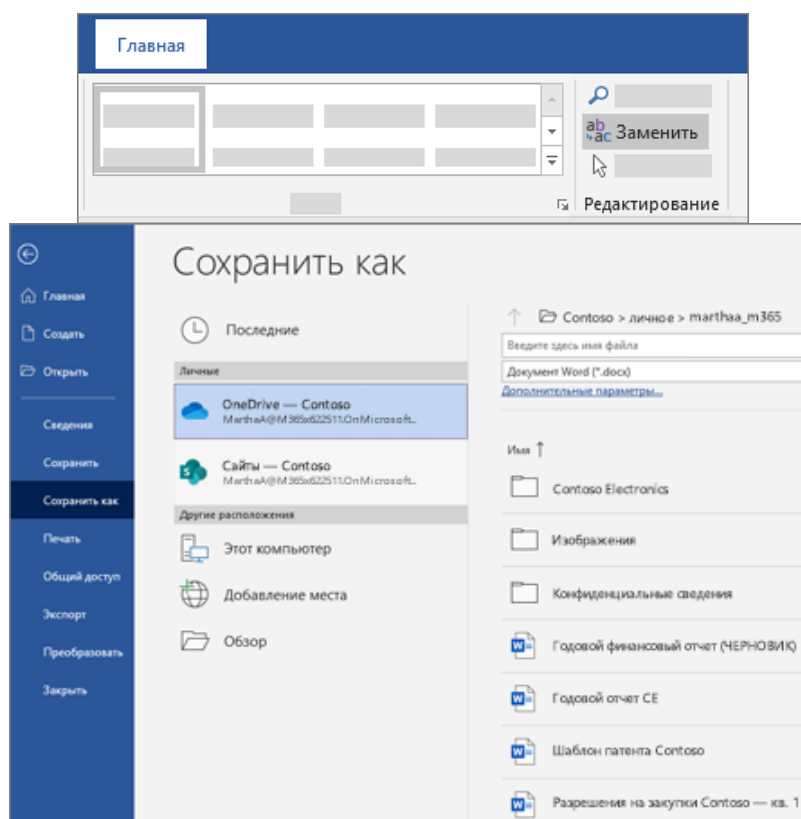 Главная
Заменить
Редактирование
Сохранить как
Главная
Создать
Открыть
Сведения
Сохранить
Сохранить как
Печать
Общий доступ
Экспорт
Преобразовать
Закрыть
Последние
Личные
OneDrive — Contoso
MarthaA@M365x622511.OnMicrosoft...
Сайты — Contoso
MarthaA@M365x622511.OnMicrosoft...
Другие расположения
Этот компьютер
Добавление места
Обзор
Contoso > личное > marthaa_m365
Введите здесь имя файла
Документ Word (*.docx)
Дополнительные параметры...
Имя ↑
Contoso Electronics
Изображения
Конфиденциальные сведения
Годовой финансовый отчет (ЧЕРНОВИК)
Годовой отчет CE
Шаблон патента Contoso
Разрешения на закупки Contoso — кв. 1